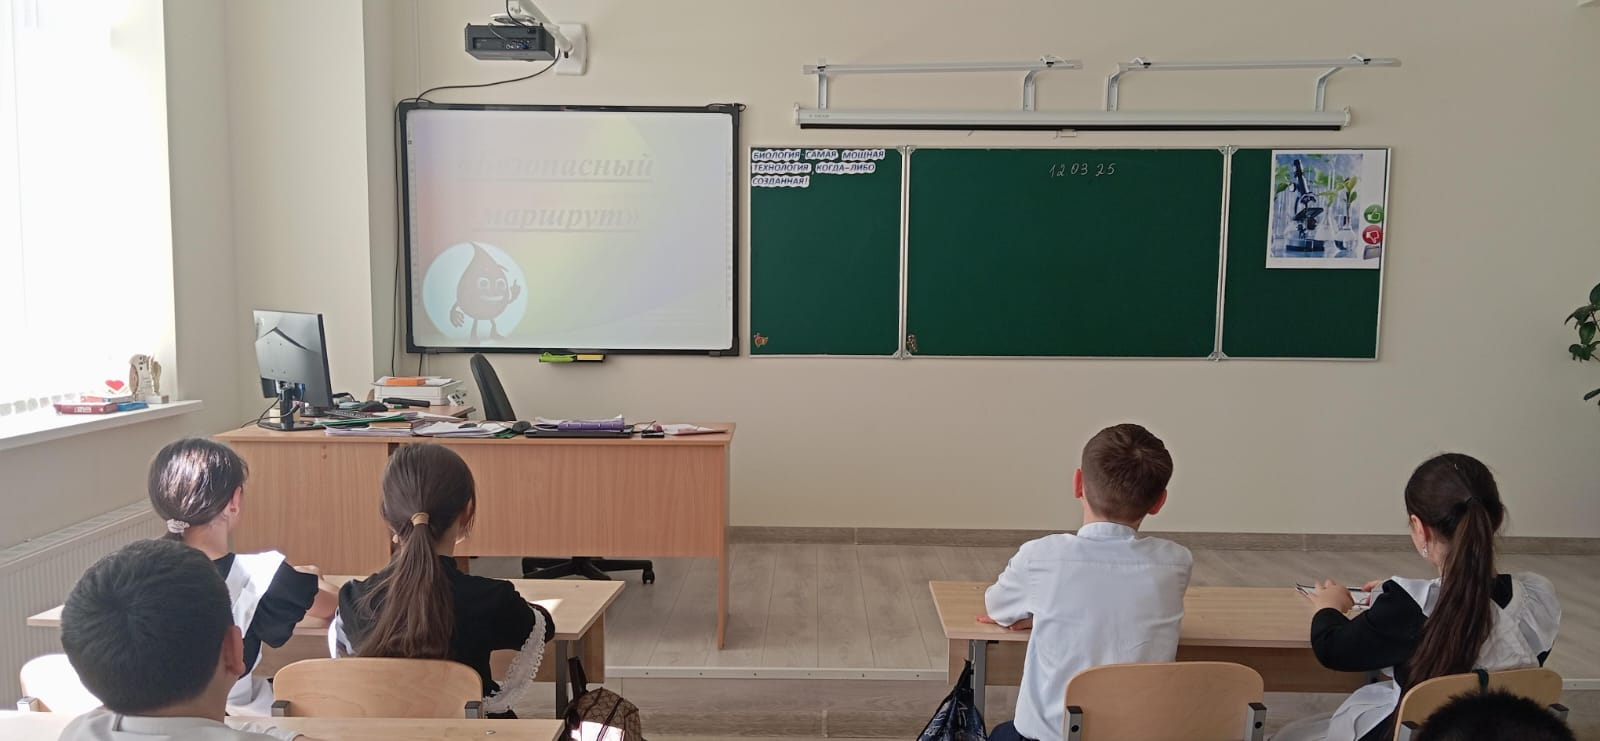 «Безопасный
маршрут»
БИОЛОГИЯ САМАЯ МОЩНАЯ
ТЕХНОЛОГИЯ, КОГДА-ЛИБО
СОЗДАННАЯ!
12 03 25